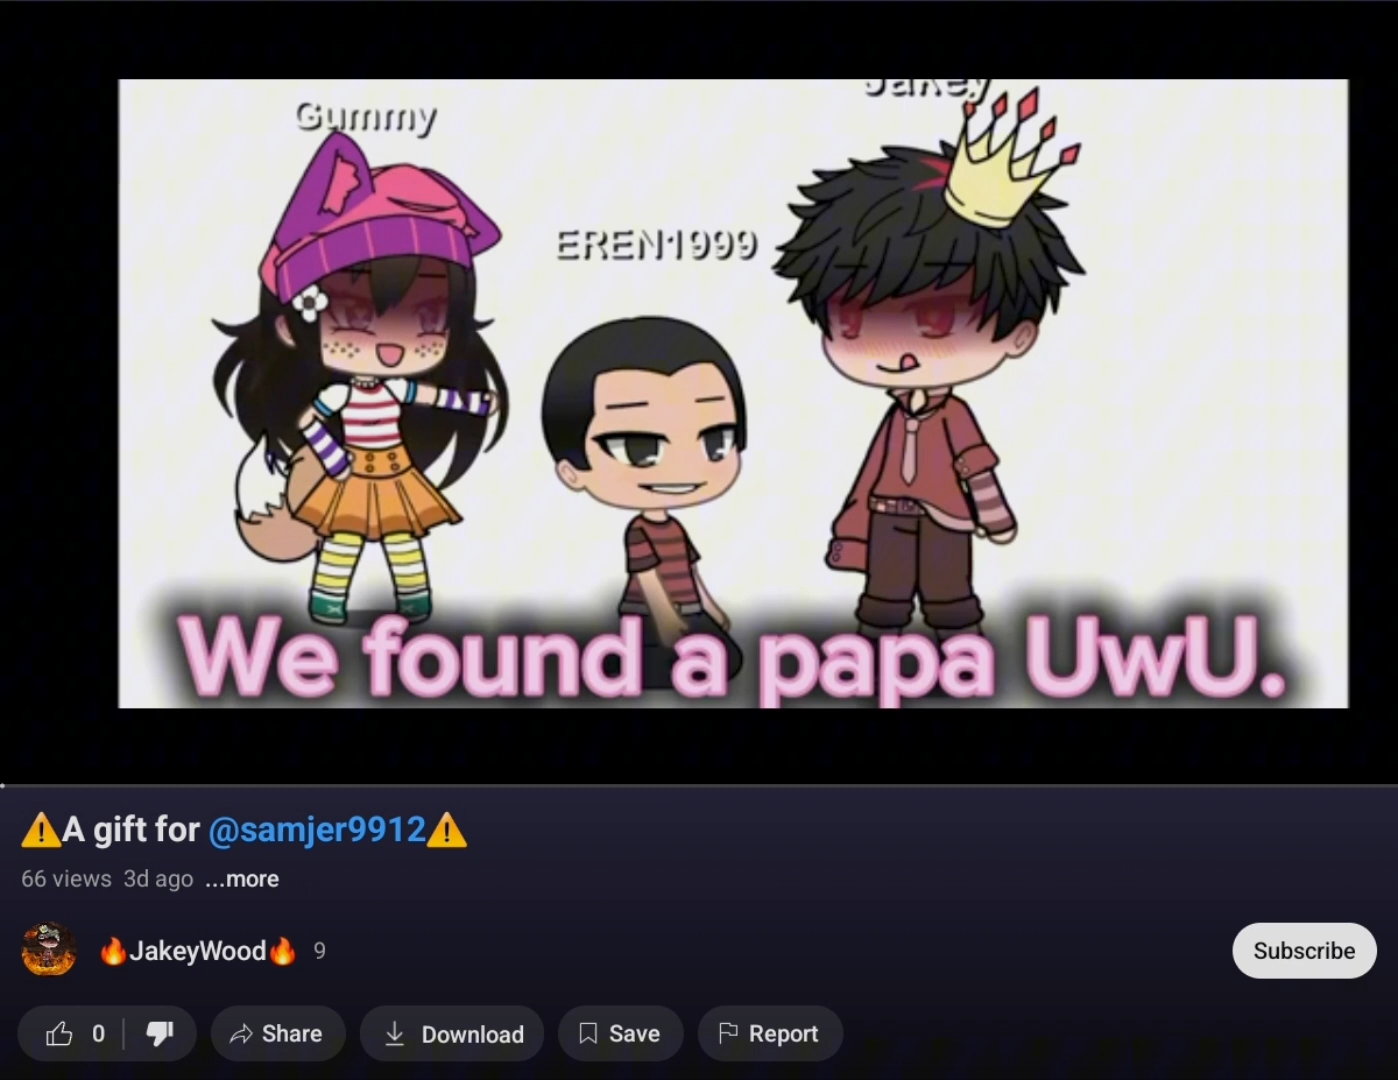 Jakey
Gummy
EREN1999
We found a papa UwU.
⚠️A gift for @samjer9912⚠️
66 views 3d ago ...more
🔥JakeyWood🔥 9
Subscribe
0 Share Download Save Report